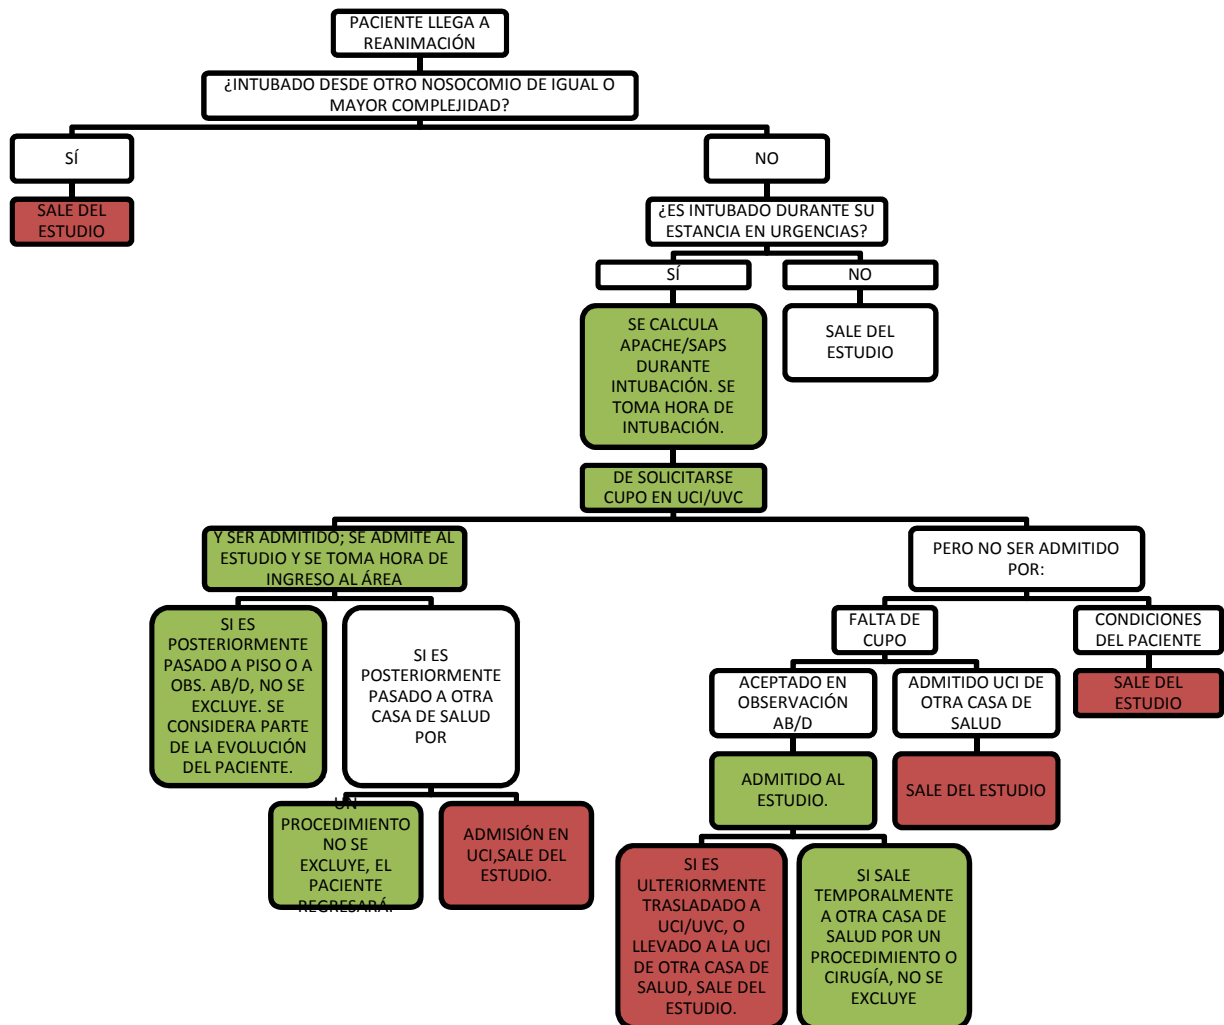 PACIENTE LLEGA A
REANIMACIÓN
¿INTUBADO DESDE OTRO NOSOCOMIO DE IGUAL O
MAYOR COMPLEJIDAD?
SÍ
NO
SALE DEL
ESTUDIO
¿ES INTUBADO DURANTE SU
ESTANCIA EN URGENCIAS?
SÍ
NO
SE CALCULA
APACHE/SAPS
DURANTE
INTUBACIÓN. SE
TOMA HORA DE
INTUBACIÓN.
SALE DEL
ESTUDIO
DE SOLICITARSE
CUPO EN UCI/UVC
Y SER ADMITIDO; SE ADMITE AL
ESTUDIO Y SE TOMA HORA DE
INGRESO AL ÁREA
PERO NO SER ADMITIDO
POR:
SI ES
POSTERIORMENTE
PASADO A PISO O A
OBS. AB/D, NO SE
EXCLUYE. SE
CONSIDERA PARTE
DE LA EVOLUCIÓN
DEL PACIENTE.
SI ES
POSTERIORMENTE
PASADO A OTRA
CASA DE SALUD
POR
FALTA DE
CUPO
CONDICIONES
DEL PACIENTE
ACEPTADO EN
OBSERVACIÓN
AB/D
ADMITIDO UCI DE
OTRA CASA DE
SALUD
SALE DEL
ESTUDIO
UN
PROCEDIMIENTO
NO SE
EXCLUYE, EL
PACIENTE
REGRESARÁ.
ADMISIÓN EN
UCI,SALE DEL
ESTUDIO.
ADMITIDO AL
ESTUDIO.
SALE DEL ESTUDIO
SI ES
ULTERIORMENTE
TRASLADADO A
UCI/UVC, O
LLEVADO A LA UCI
DE OTRA CASA DE
SALUD, SALE DEL
ESTUDIO.
SI SALE
TEMPORALMENTE
A OTRA CASA DE
SALUD POR UN
PROCEDIMIENTO O
CIRUGÍA, NO SE
EXCLUYE